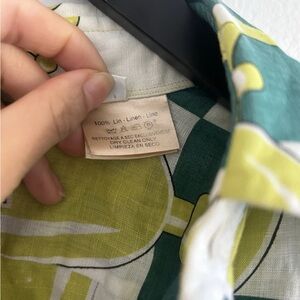 100% Lin - Linen - Lino
NETTOYAGE A SEC EXCLUSIVEMENT
DRY CLEAN ONLY
LIMPIEZA EN SECO